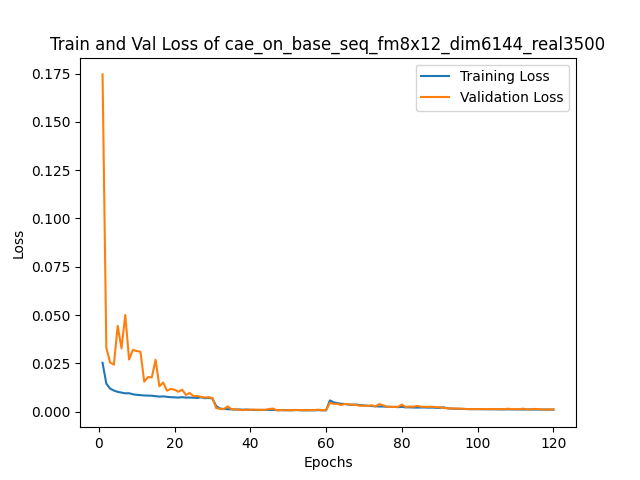 Train and Val Loss of cae_on_base_seq_fm8x12_dim6144_real3500
Training Loss
Validation Loss
0.175
0.150
0.125
0.100
0.075
0.050
0.025
0.000
Loss
0 20 40 60 80 100 120
Epochs